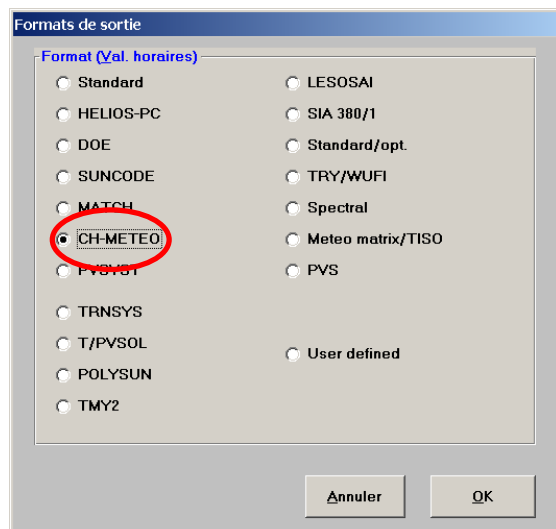 Formats de sortie
Format (Val. horaires)
Standard
HELIOS-PC
DOE
SUNCODE
MATCH
CH-METEO
PVSYST
TRNSYS
T/PVSOL
POLYSUN
TMY2
LESOSAI
SIA 380/1
Standard/opt.
TRY/WUFI
Spectral
Meteo matrix/TISO
PVS
User defined
Annuler
OK